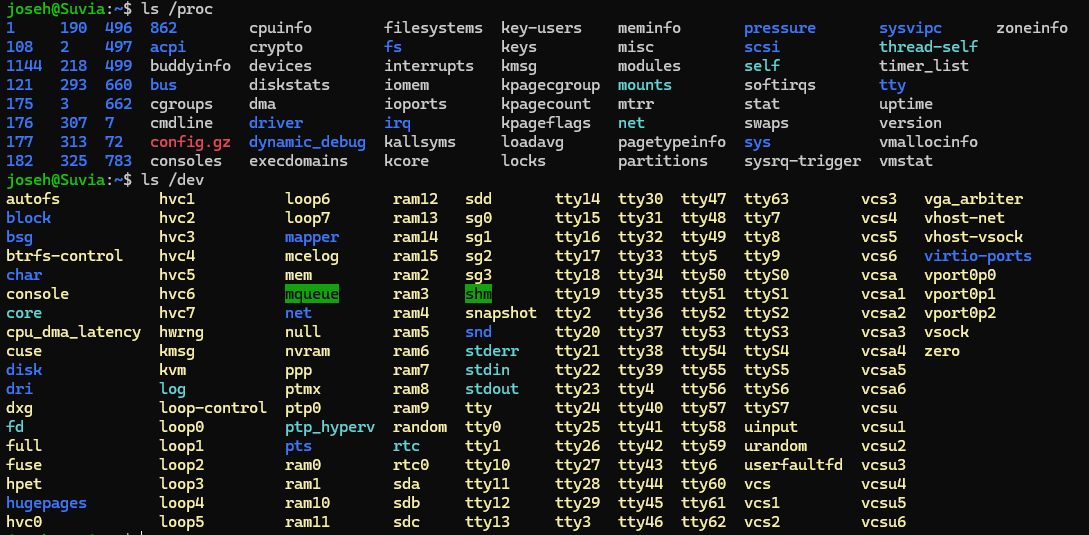 joseh@Suvia:~$ ls /proc
1 190 496 862 cpuinfo filesystems key-users meminfo pressure sysvipc zoneinfo
108 2 497 acpi crypto fs keys misc scsi thread-self
1144 218 499 buddyinfo devices interrupts kmsg modules self timer_list
121 293 660 bus diskstats iomem kpagecgroup mounts softirqs tty
175 3 662 cgroups dma ioports kpagecount mtrr stat uptime
176 307 7 cmdline driver irq kpageflags net swaps version
177 313 72 config.gz dynamic_debug kallsyms loadavg pagetypeinfo sys vmallocinfo
182 325 783 consoles execdomains kcore locks partitions sysrq-trigger vmstat
joseh@Suvia:~$ ls /dev
autofs hvc1 loop6 ram12 sdd tty14 tty30 tty47 tty63 vcs3 vga_arbiter
block hvc2 loop7 ram13 sg0 tty15 tty31 tty48 tty7 vcs4 vhost-net
bsg hvc3 mapper ram14 sg1 tty16 tty32 tty49 tty8 vcs5 vhost-vsock
btrfs-control hvc4 mcelog ram15 sg2 tty17 tty33 tty5 tty9 vcs6 virtio-ports
char hvc5 mem ram2 sg3 tty18 tty34 tty50 ttyS0 vcsa vport0p0
console hvc6 mqueue ram3 shm tty19 tty35 tty51 ttyS1 vcsa1 vport0p1
core hvc7 net ram4 snapshot tty2 tty36 tty52 ttyS2 vcsa2 vport0p2
cpu_dma_latency hwrng null ram5 snd tty20 tty37 tty53 ttyS3 vcsa3 vsock
cuse kmsg nvram ram6 stderr tty21 tty38 tty54 ttyS4 vcsa4 zero
disk kvm ppp ram7 stdin tty22 tty39 tty55 ttyS5 vcsa5
dri log ptmx ram8 stdout tty23 tty4 tty56 ttyS6 vcsa6
dxg loop-control ptp0 ram9 tty tty24 tty40 tty57 ttyS7 vcsu
fd loop0 ptp_hyperv random tty0 tty25 tty41 tty58 uinput vcsu1
full loop1 pts rtc tty1 tty26 tty42 tty59 urandom vcsu2
fuse loop2 ram0 rtc0 tty10 tty27 tty43 tty6 userfaultfd vcsu3
hpet loop3 ram1 sda tty11 tty28 tty44 tty60 vcs vcsu4
hugepages loop4 ram10 sdb tty12 tty29 tty45 tty61 vcs1 vcsu5
hvc0 loop5 ram11 sdc tty13 tty3 tty46 tty62 vcs2 vcsu6